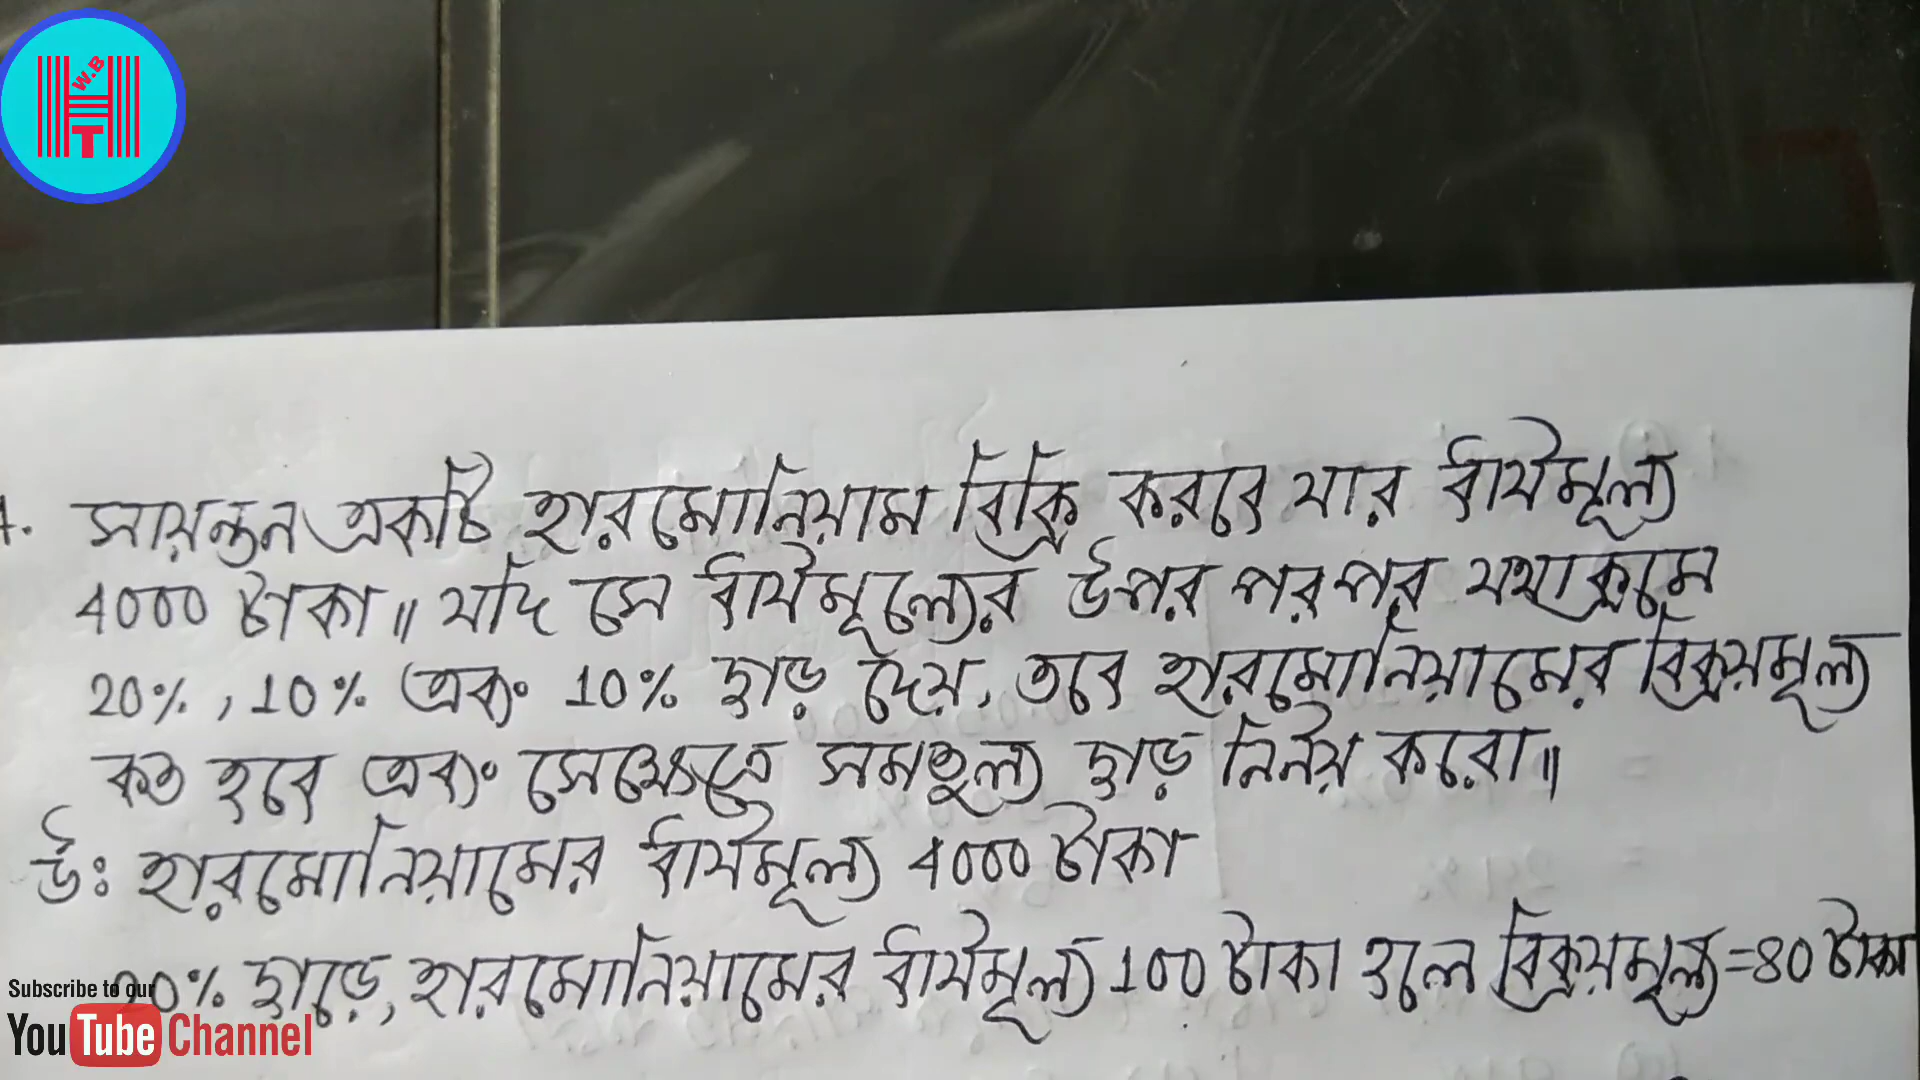 W.B
HT
A. সায়ন্তন একটি হারমোনিয়াম বিক্রি করবে যার ধার্যমূল্য
4000 টাকা॥ যদি সে ধার্যমূল্যের উপর পরপর যথাক্রমে
20%, 10% এবং 10% ছাড় দেয়, তবে হারমোনিয়ামের বিক্রয়মূল্য
কত হবে এবং সেক্ষেত্রে সমতুল্য ছাড় নির্নয় করো॥
উঃ হারমোনিয়ামের ধার্যমূল্য 4000 টাকা
20% ছাড়ে, হারমোনিয়ামের ধার্যমূল্য 100 টাকা হলে বিক্রয়মূল্য = 80 টাকা
Subscribe to our
YouTube Channel